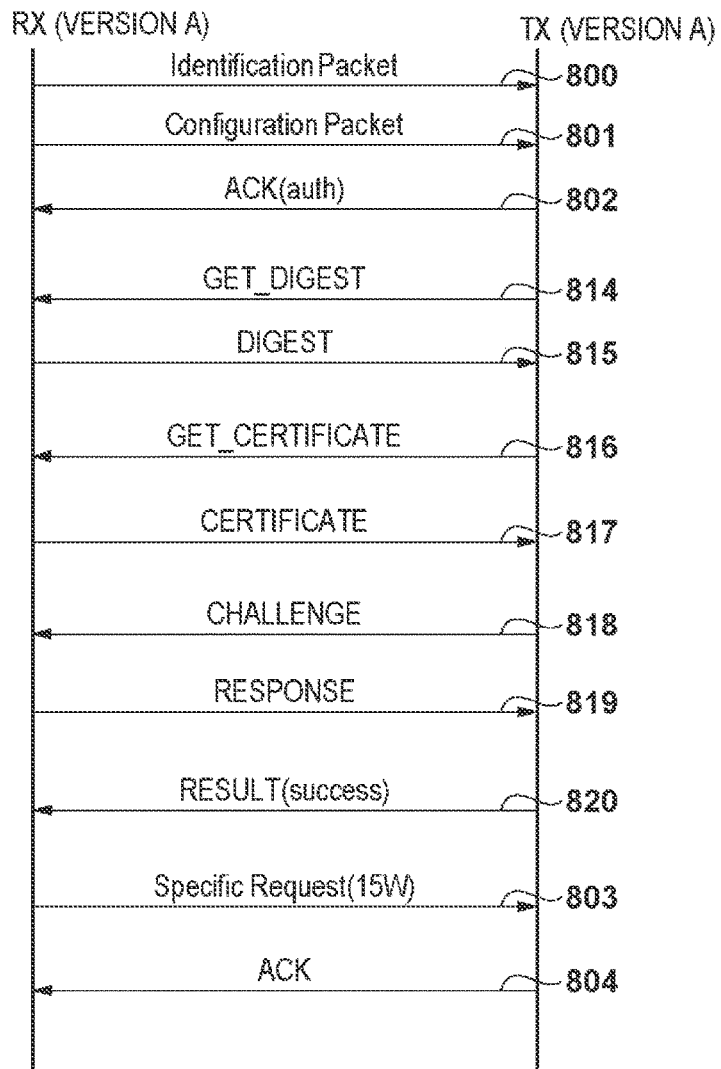 RX (VERSION A) TX (VERSION A)
Identification Packet 800
Configuration Packet 801
ACK(auth) 802
GET_DIGEST 814
DIGEST 815
GET_CERTIFICATE 816
CERTIFICATE 817
CHALLENGE 818
RESPONSE 819
RESULT(success) 820
Specific Request(15W) 803
ACK 804